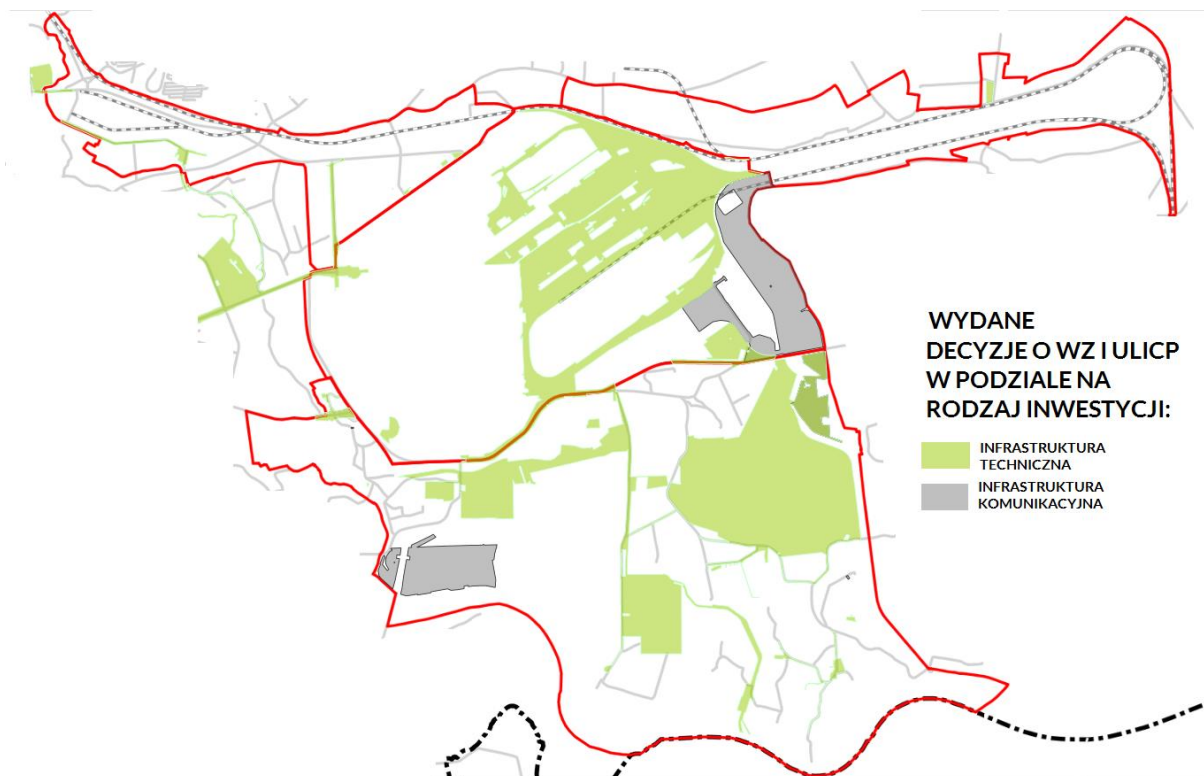 WYDANE
DECYZJE O WZ I ULICP
W PODZIALE NA
RODZAJ INWESTYCJI:
INFRASTRUKTURA
TECHNICZNA
INFRASTRUKTURA
KOMUNIKACYJNA